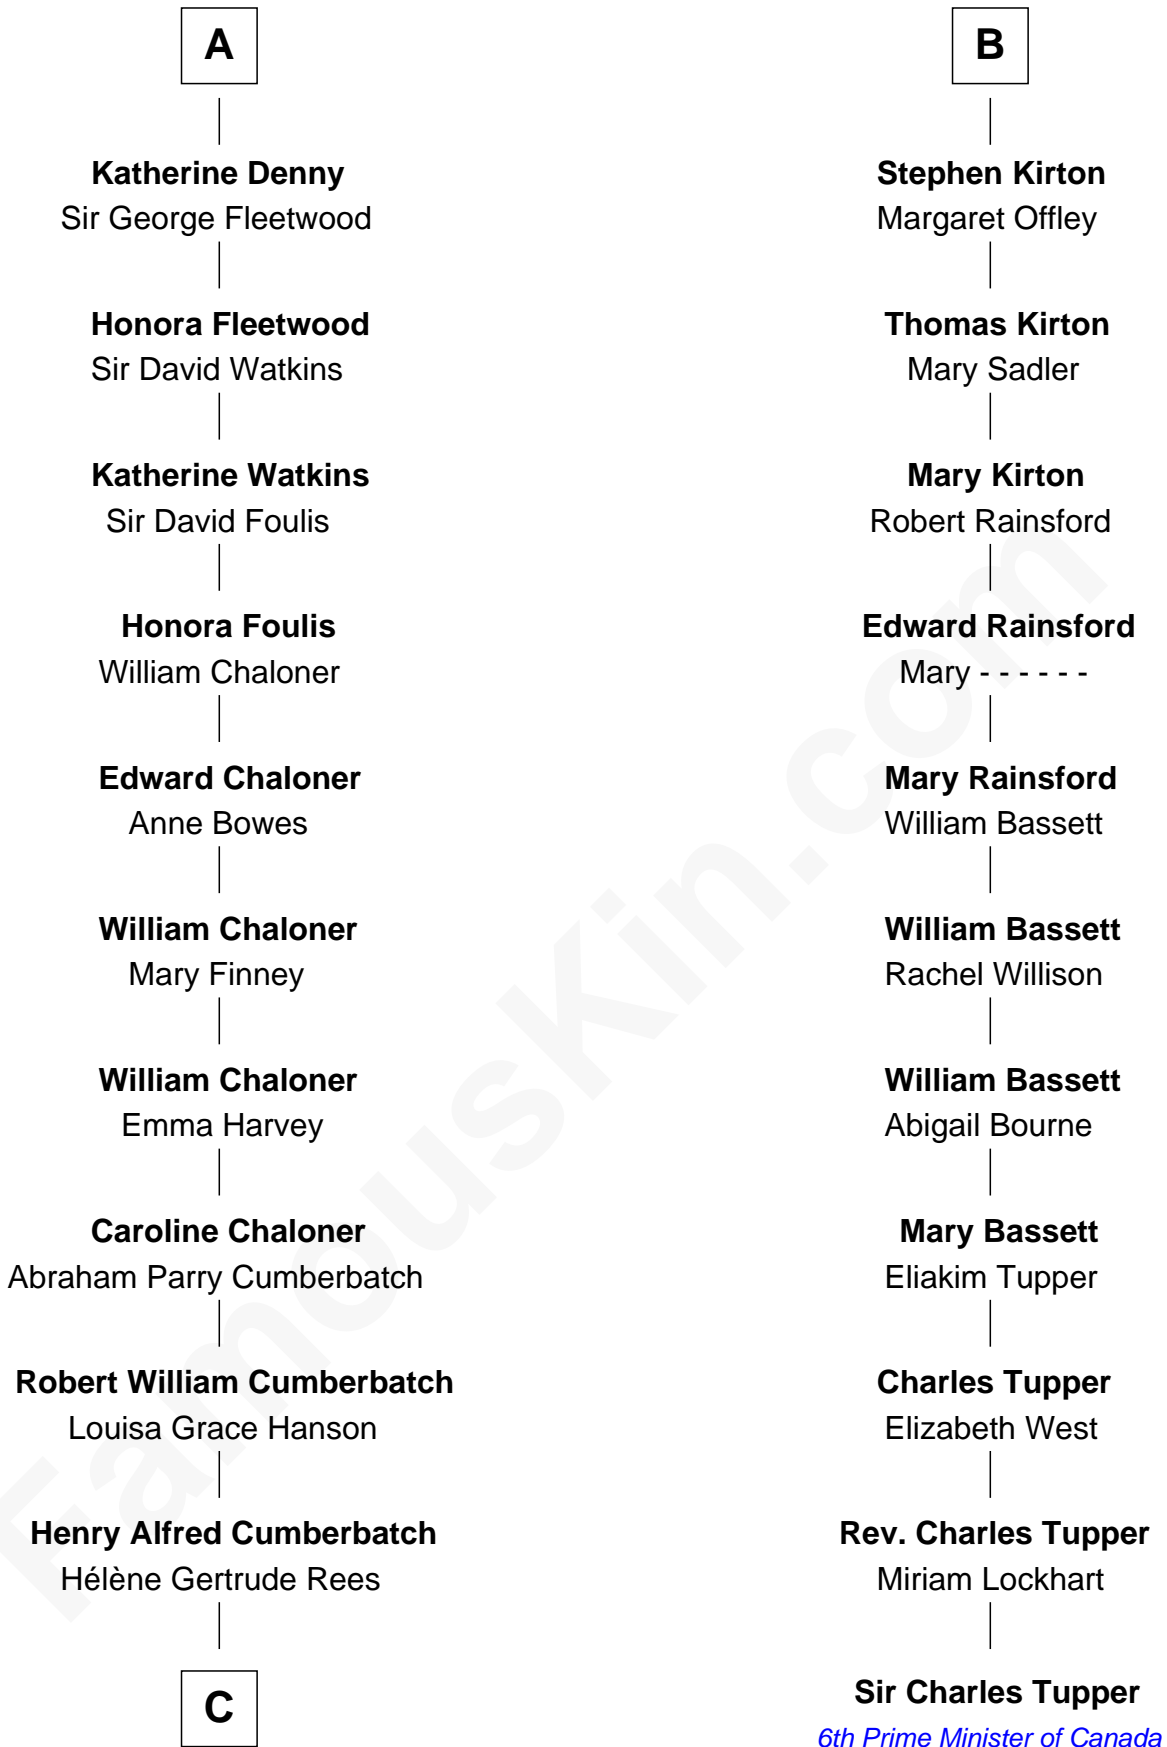 A
Katherine Denny
Sir George Fleetwood
Honora Fleetwood
Sir David Watkins
Katherine Watkins
Sir David Foulis
Honora Foulis
William Chaloner
Edward Chaloner
Anne Bowes
William Chaloner
Mary Finney
William Chaloner
Emma Harvey
Caroline Chaloner
Abraham Parry Cumberbatch
Robert William Cumberbatch
Louisa Grace Hanson
Henry Alfred Cumberbatch
Hélène Gertrude Rees
C
B
Stephen Kirton
Margaret Offley
Thomas Kirton
Mary Sadler
Mary Kirton
Robert Rainsford
Edward Rainsford
Mary - - - - - -
Mary Rainsford
William Bassett
William Bassett
Rachel Willison
William Bassett
Abigail Bourne
Mary Bassett
Eliakim Tupper
Charles Tupper
Elizabeth West
Rev. Charles Tupper
Miriam Lockhart
Sir Charles Tupper
6th Prime Minister of Canada
FamousKin.com